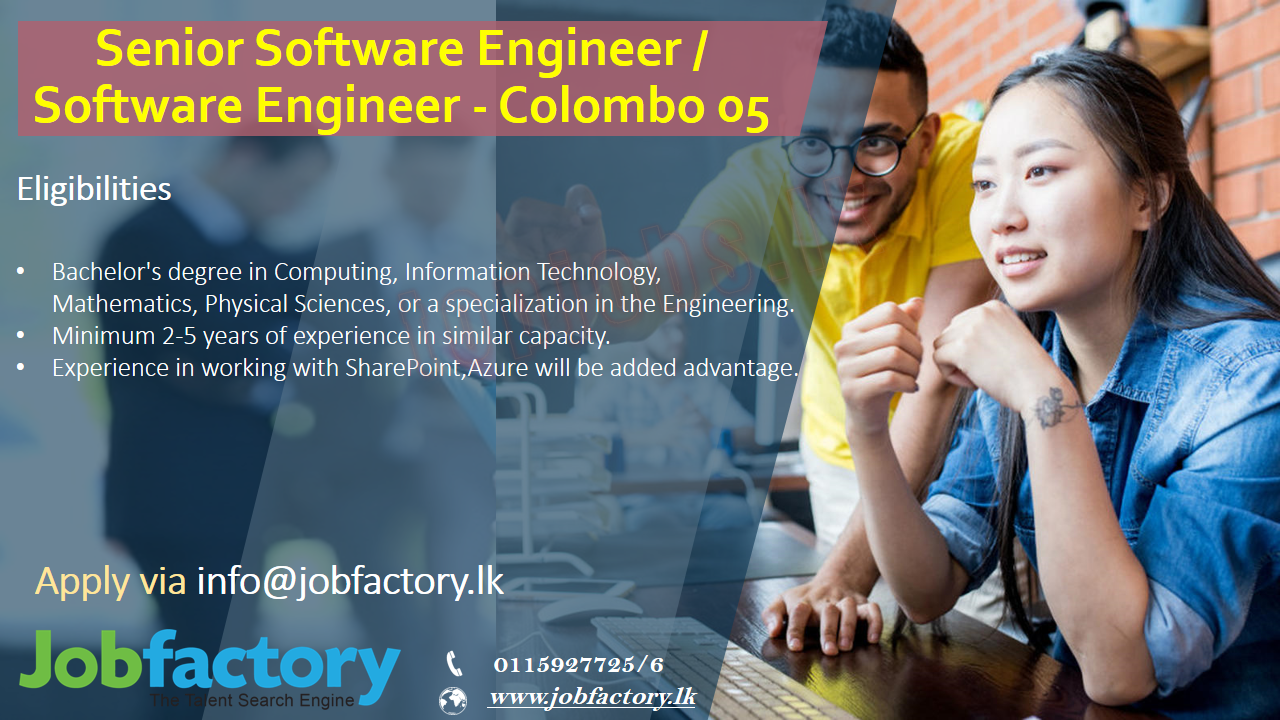 Senior Software Engineer /
Software Engineer - Colombo 05
Eligibilities
• Bachelor's degree in Computing, Information Technology,
Mathematics, Physical Sciences, or a specialization in the Engineering.
• Minimum 2-5 years of experience in similar capacity.
• Experience in working with SharePoint,Azure will be added advantage.
Apply via info@jobfactory.lk
Jobfactory
The Talent Search Engine
0115927725/6
www.jobfactory.lk